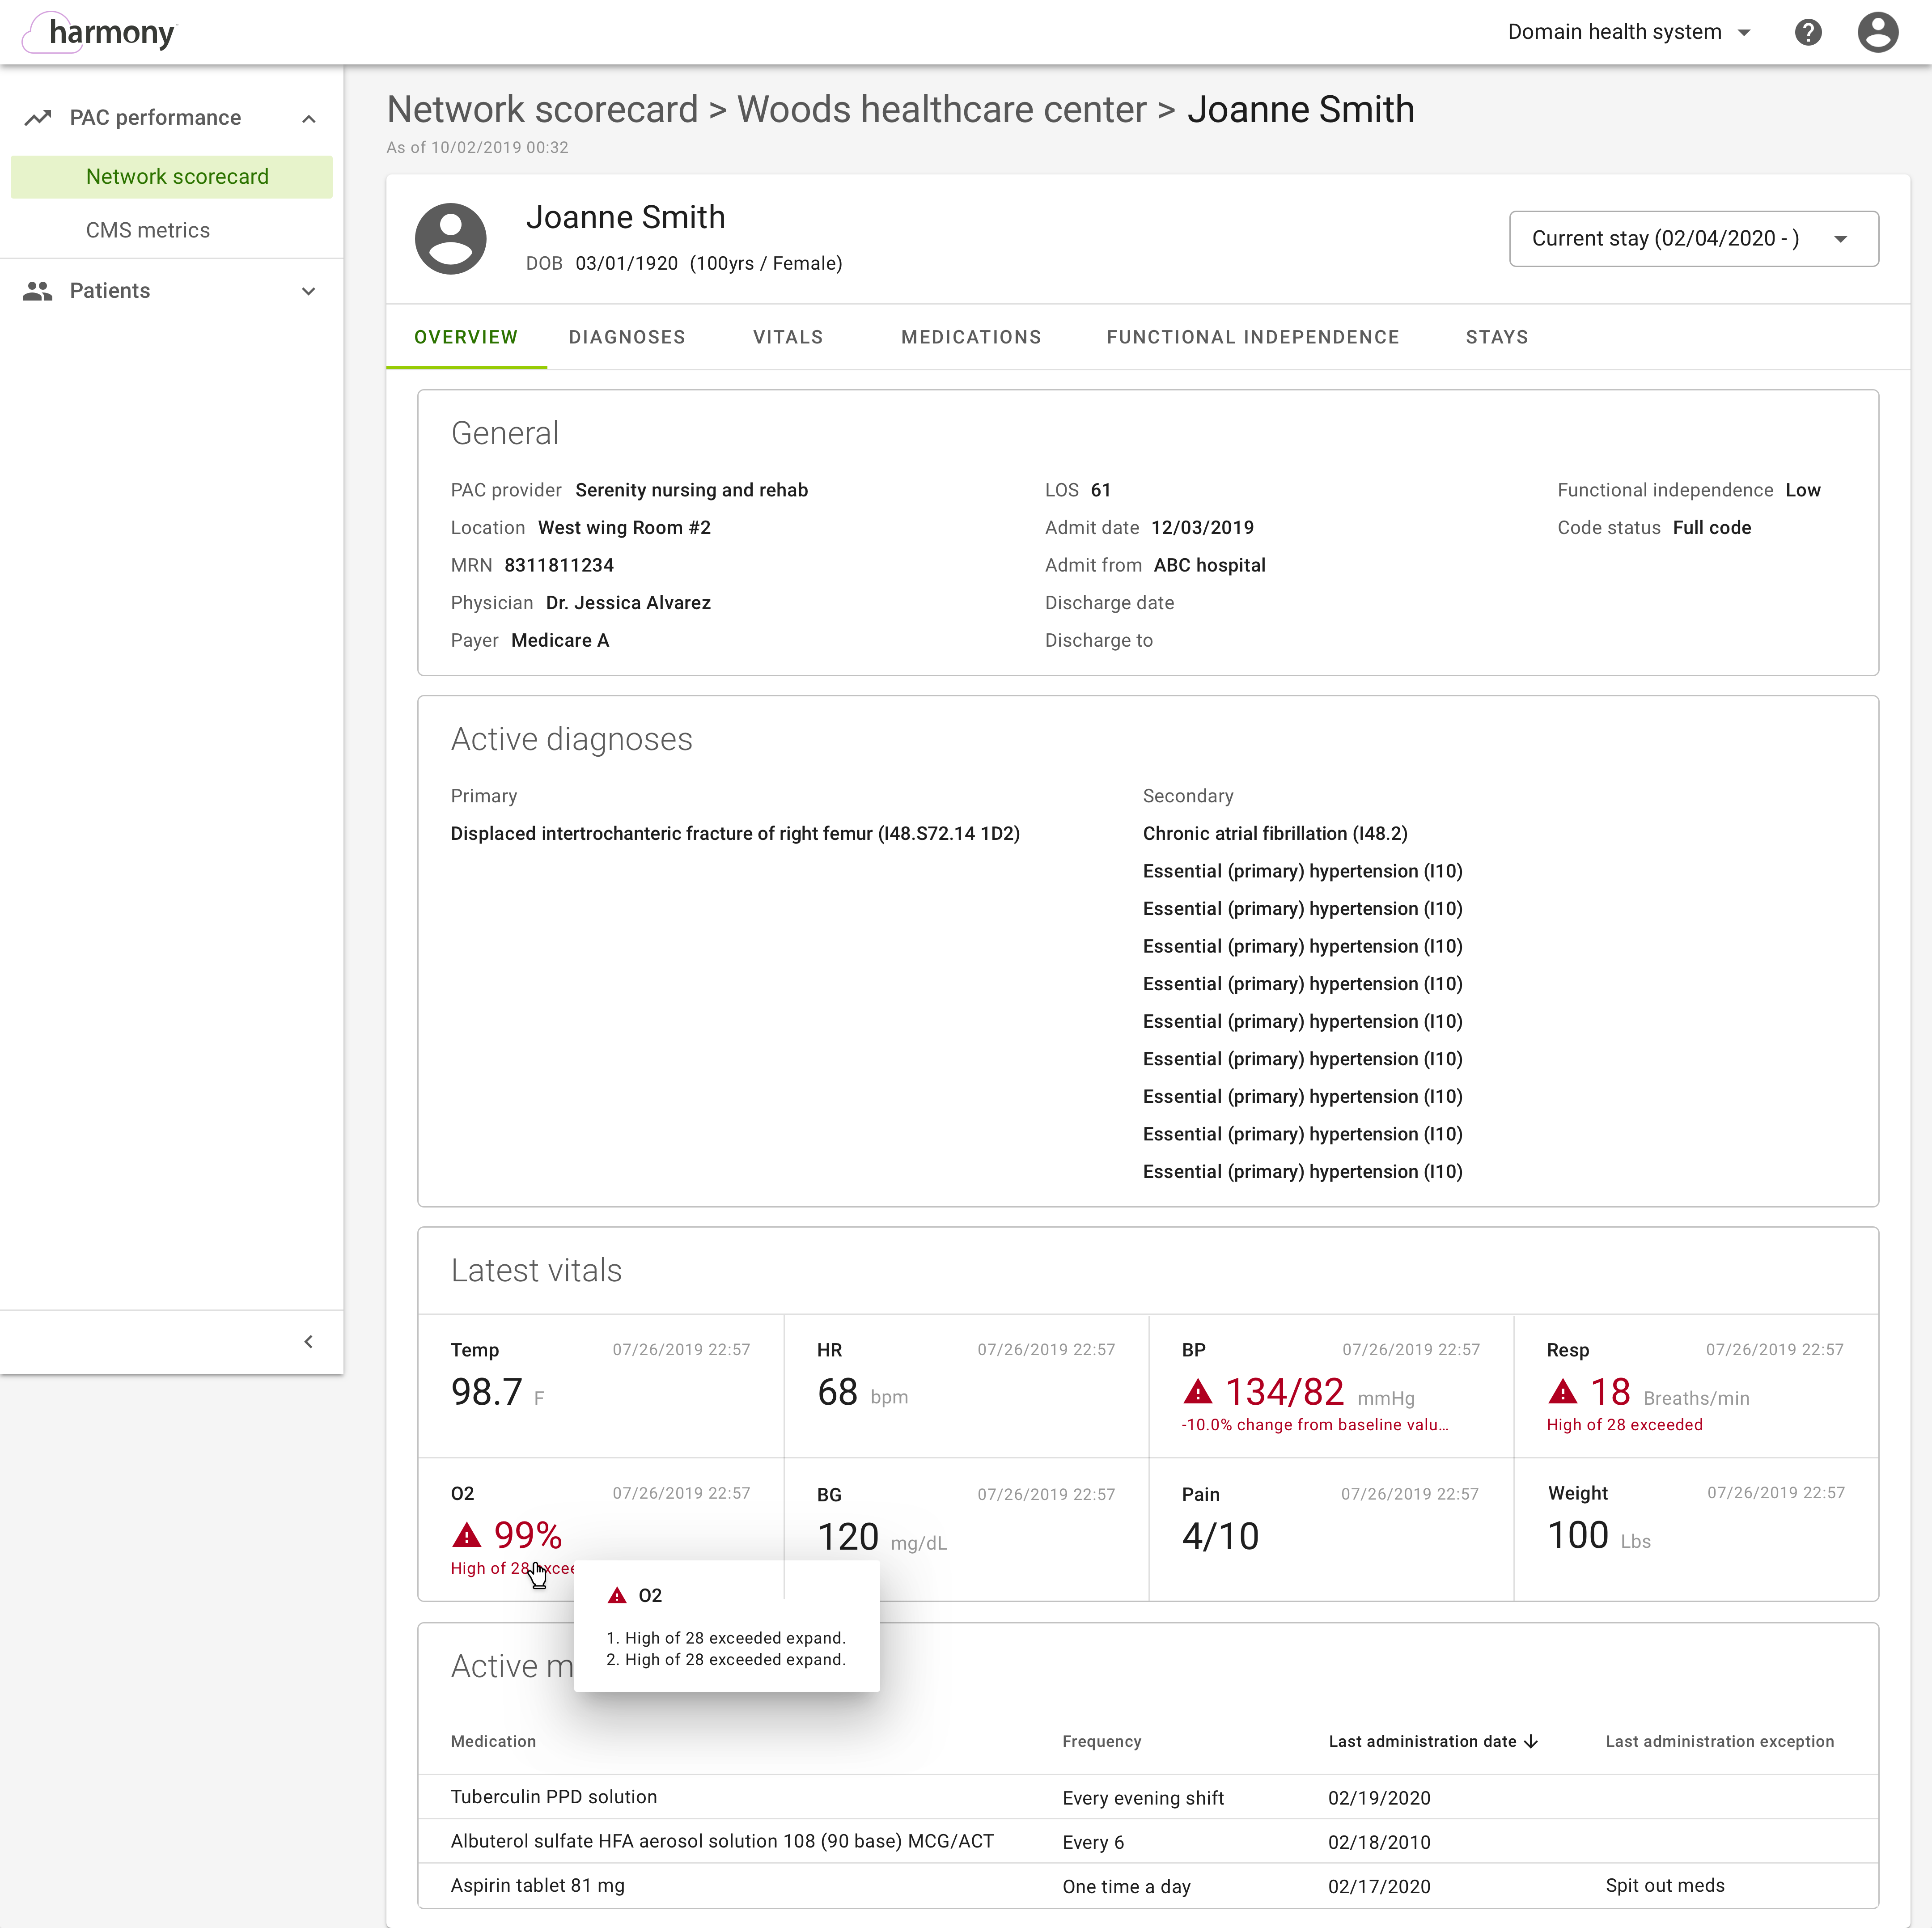 harmony
Domain health system
PAC performance
Network scorecard
CMS metrics
Patients
Network scorecard > Woods healthcare center > Joanne Smith
As of 10/02/2019 00:32
Joanne Smith
DOB 03/01/1920 (100yrs / Female)
Current stay (02/04/2020 - )
OVERVIEW DIAGNOSES VITALS MEDICATIONS FUNCTIONAL INDEPENDENCE STAYS
General
PAC provider Serenity nursing and rehab
Location West wing Room #2
MRN 8311811234
Physician Dr. Jessica Alvarez
Payer Medicare A
LOS 61
Admit date 12/03/2019
Admit from ABC hospital
Discharge date
Discharge to
Functional independence Low
Code status Full code
Active diagnoses
Primary
Displaced intertrochanteric fracture of right femur (I48.S72.14 1D2)
Secondary
Chronic atrial fibrillation (I48.2)
Essential (primary) hypertension (I10)
Essential (primary) hypertension (I10)
Essential (primary) hypertension (I10)
Essential (primary) hypertension (I10)
Essential (primary) hypertension (I10)
Essential (primary) hypertension (I10)
Essential (primary) hypertension (I10)
Essential (primary) hypertension (I10)
Essential (primary) hypertension (I10)
Latest vitals
Temp 07/26/2019 22:57
98.7 F
HR 07/26/2019 22:57
68 bpm
BP 07/26/2019 22:57
134/82 mmHg
-10.0% change from baseline valu...
Resp 07/26/2019 22:57
18 Breaths/min
High of 28 exceeded
O2 07/26/2019 22:57
99%
High of 28
BG 07/26/2019 22:57
120 mg/dL
Pain 07/26/2019 22:57
4/10
Weight 07/26/2019 22:57
100 Lbs
O2
1. High of 28 exceeded expand.
2. High of 28 exceeded expand.
Active m
Medication Frequency Last administration date Last administration exception
Tuberculin PPD solution Every evening shift 02/19/2020
Albuterol sulfate HFA aerosol solution 108 (90 base) MCG/ACT Every 6 02/18/2010
Aspirin tablet 81 mg One time a day 02/17/2020 Spit out meds